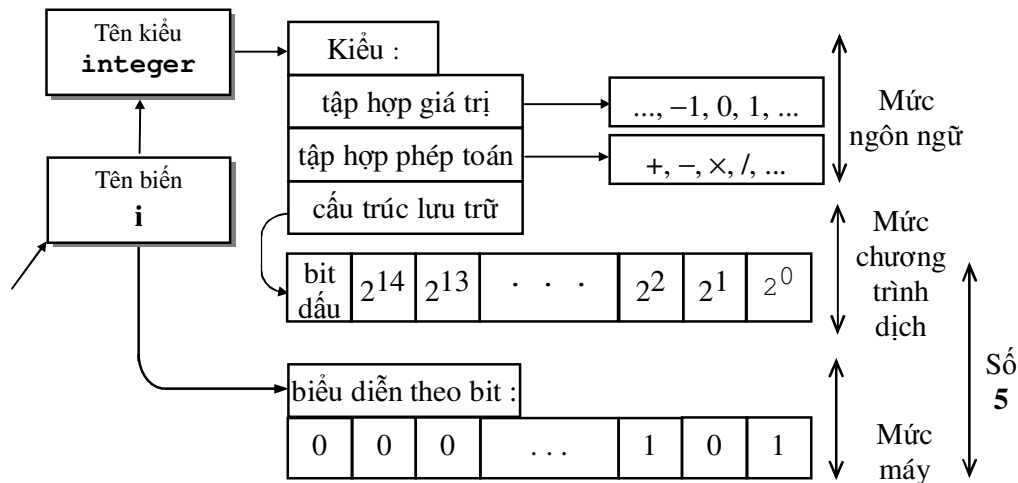 Tên kiểu
integer
Tên biến
i
Kiểu :
tập hợp giá trị
..., −1, 0, 1, ...
tập hợp phép toán
+, −, ×, /, ...
cấu trúc lưu trữ
bit
dấu
2^14 2^13 . . . 2^2 2^1 2^0
biểu diễn theo bit :
0 0 0 ... 1 0 1
Mức
ngôn ngữ
Mức
chương
trình
dịch
Mức
máy
Số
5